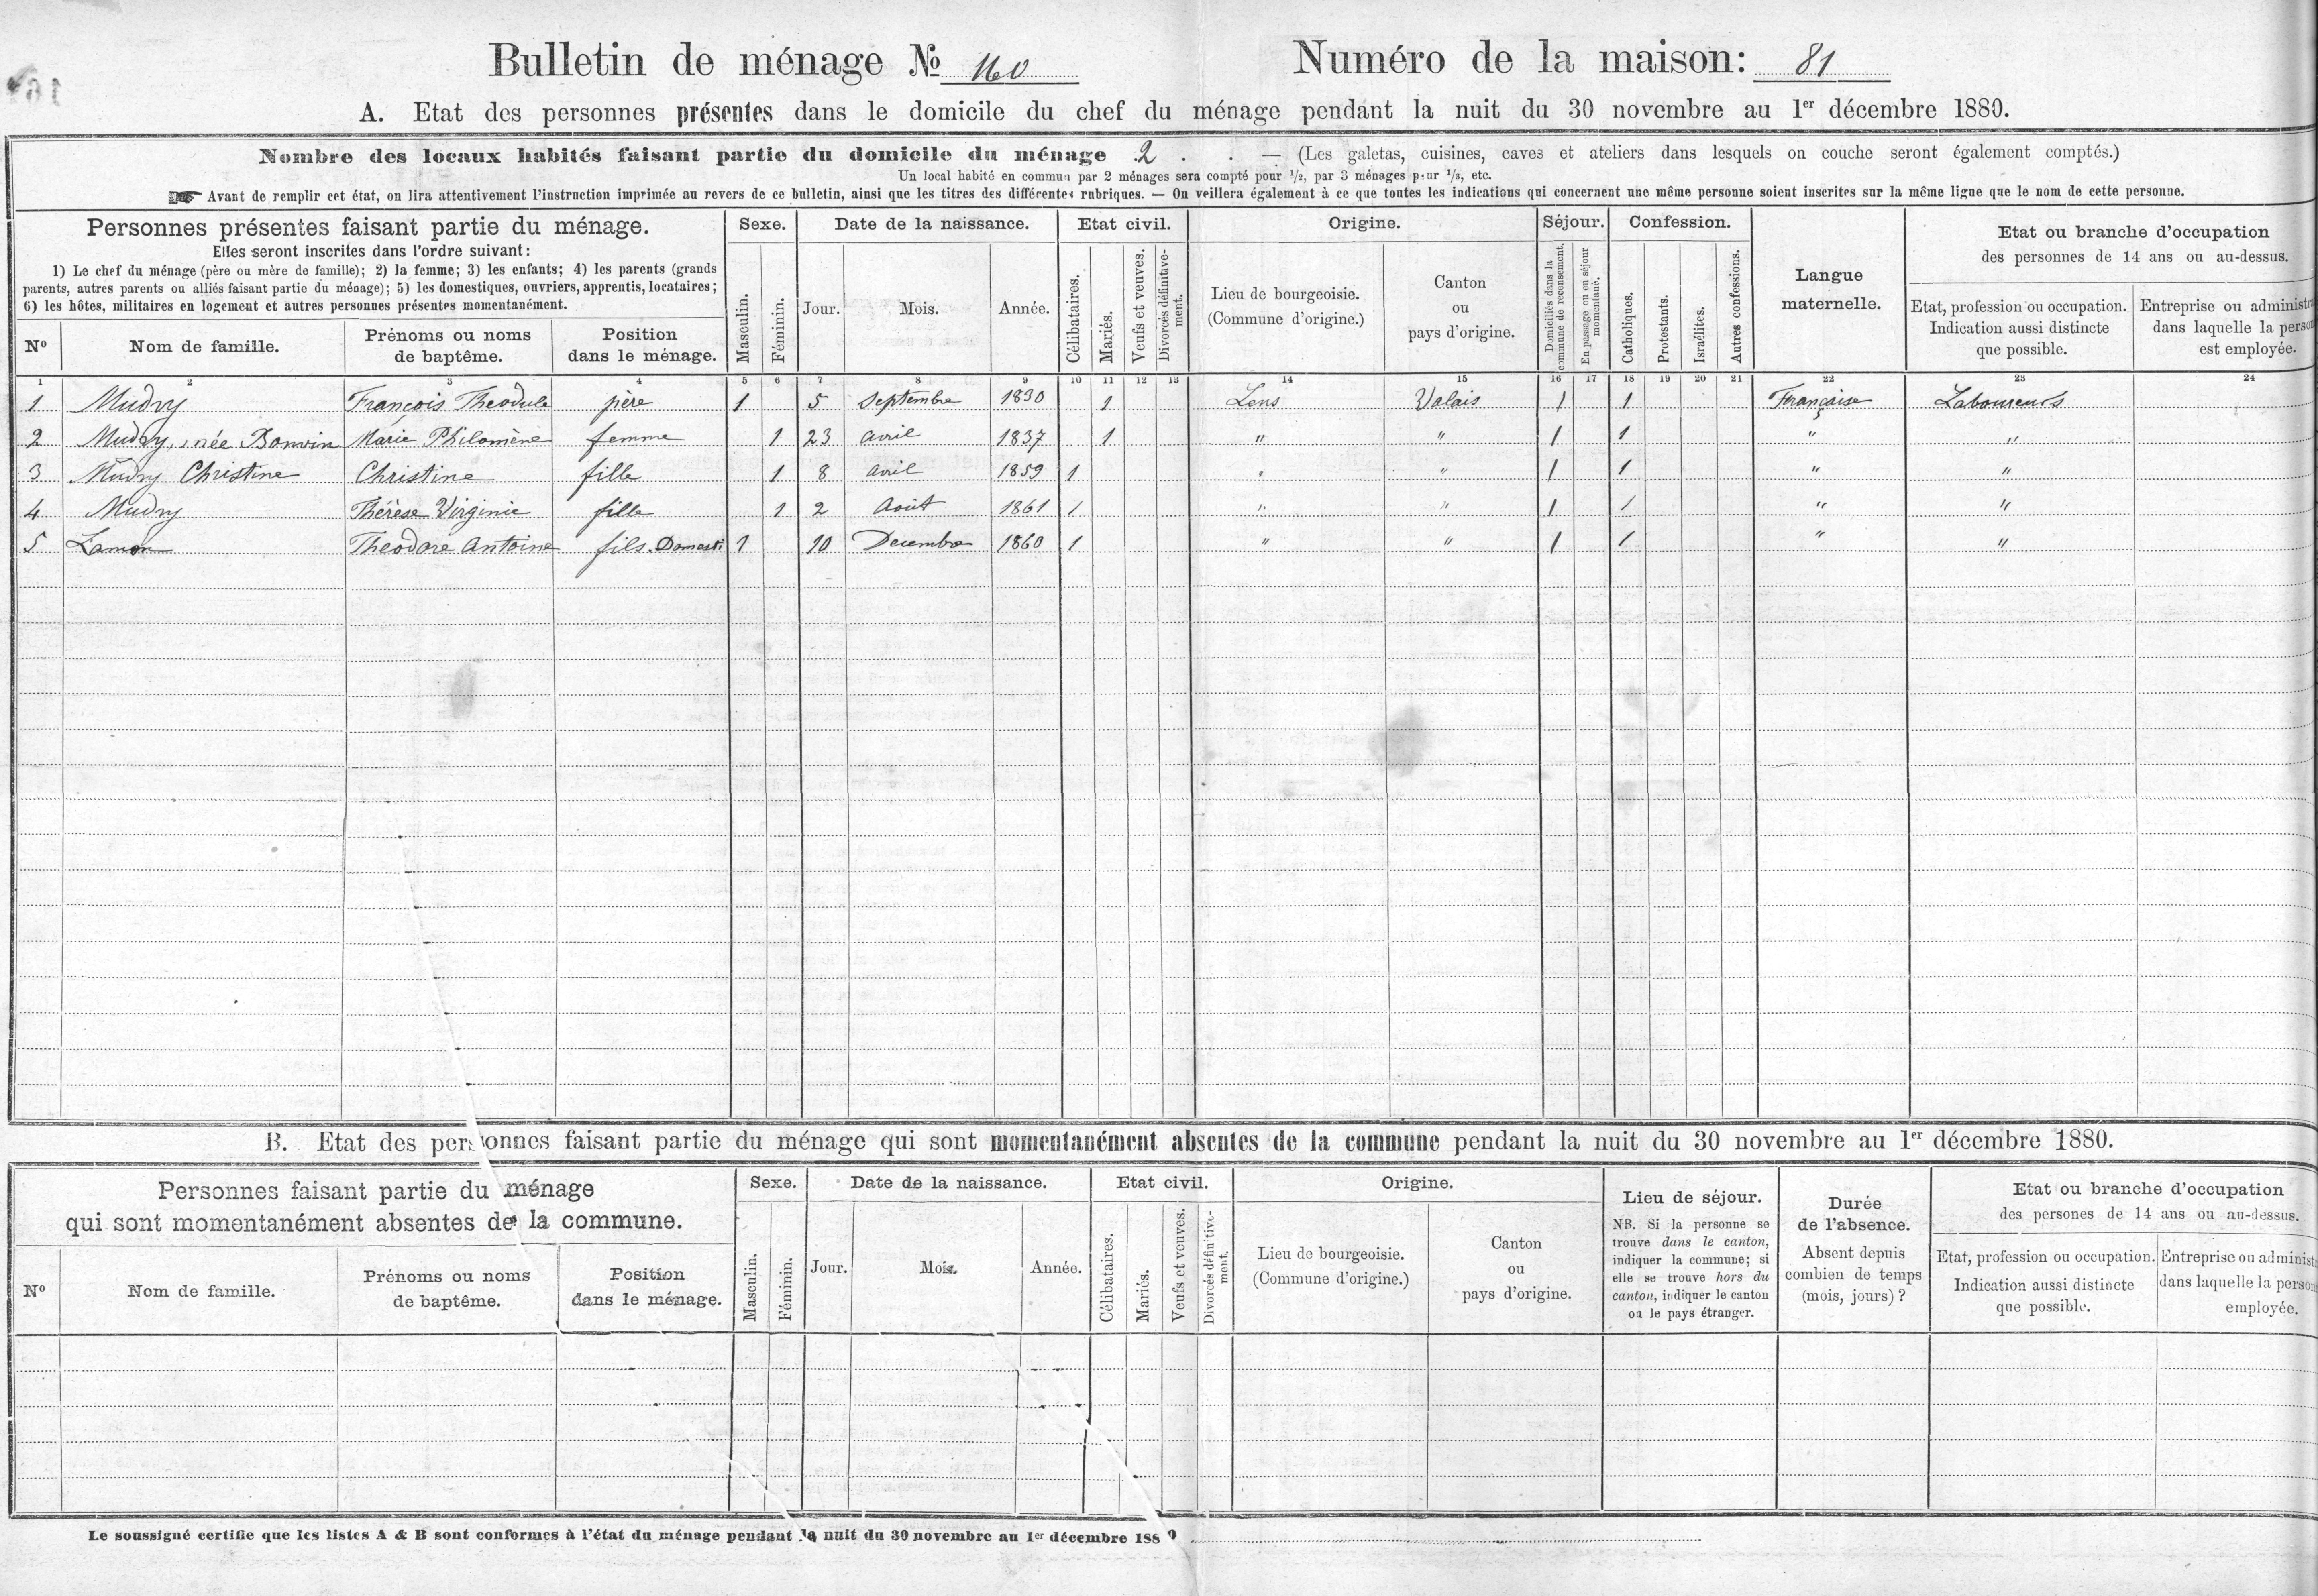 Bulletin de ménage № 160 Numéro de la maison: 81
A. Etat des personnes présentes dans le domicile du chef du ménage pendant la nuit du 30 novembre au 1er décembre 1880.
Nombre des locaux habités faisant partie du domicile du ménage 2 . . — (Les galetas, cuisines, caves et ateliers dans lesquels on couche seront également comptés.)
Un local habité en commun par 2 ménages sera compté pour 1/2, par 3 ménages pour 1/3, etc.
Avant de remplir cet état, on lira attentivement l'instruction imprimée au revers de ce bulletin, ainsi que les titres des différentes rubriques. — On veillera également à ce que toutes les indications qui concernent une même personne soient inscrites sur la même ligne que le nom de cette personne.
Personnes présentes faisant partie du ménage.
Elles seront inscrites dans l'ordre suivant:
1) Le chef du ménage (père ou mère de famille); 2) la femme; 3) les enfants; 4) les parents (grands
parents, autres parents ou alliés faisant partie du ménage); 5) les domestiques, ouvriers, apprentis, locataires;
6) les hôtes, militaires en logement et autres personnes présentes momentanément.
No
Nom de famille.
Prénoms ou noms
de baptême.
Position
dans le ménage.
Sexe.
Masculin.
Féminin.
Date de la naissance.
Jour.
Mois.
Année.
Etat civil.
Célibataires.
Mariés.
Veufs et veuves.
Divorcés définitive-
ment.
Origine.
Lieu de bourgeoisie.
(Commune d'origine.)
Canton
ou
pays d'origine.
Séjour.
Domiciliés dans la
commune de recensement.
En passage ou en séjour
momentané.
Confession.
Catholiques.
Protestants.
Israélites.
Autres confessions.
Langue
maternelle.
Etat ou branche d'occupation
des personnes de 14 ans ou au-dessus.
Etat, profession ou occupation.
Indication aussi distincte
que possible.
Entreprise ou administr
dans laquelle la perso
est employée.
1 2 3 4 5 6 7 8 9 10 11 12 13 14 15 16 17 18 19 20 21 22 23 24
1 Mudry François Theodule père 1 5 Septembre 1830 1 Lens Valais 1 1 Française Laboureurs
2 Mudry, née Bonvin Marie Philomène femme 1 23 avril 1837 1 " " 1 1 " "
3 Mudry Christine Christine fille 1 8 avril 1859 1 " " 1 1 " "
4 Mudry Thérèse Virginie fille 1 2 Août 1861 1 " " 1 1 " "
5 Lamon Theodore Antoine fils. Domesti 1 10 Decembre 1860 1 " " 1 1 " "
B. Etat des personnes faisant partie du ménage qui sont momentanément absentes de la commune pendant la nuit du 30 novembre au 1er décembre 1880.
Personnes faisant partie du ménage
qui sont momentanément absentes de la commune.
No
Nom de famille.
Prénoms ou noms
de baptême.
Position
dans le ménage.
Sexe.
Masculin.
Féminin.
Date de la naissance.
Jour.
Mois.
Année.
Etat civil.
Célibataires.
Mariés.
Veufs et veuves.
Divorcés définitive-
ment.
Origine.
Lieu de bourgeoisie.
(Commune d'origine.)
Canton
ou
pays d'origine.
Lieu de séjour.
NB. Si la personne se
trouve dans le canton,
indiquer la commune; si
elle se trouve hors du
canton, indiquer le canton
ou le pays étranger.
Durée
de l'absence.
Absent depuis
combien de temps
(mois, jours)?
Etat ou branche d'occupation
des persones de 14 ans ou au-dessus.
Etat, profession ou occupation.
Indication aussi distincte
que possible.
Entreprise ou administ
dans laquelle la person
employée.
Le soussigné certifie que les listes A & B sont conformes à l'état du ménage pendant la nuit du 30 novembre au 1er décembre 1880